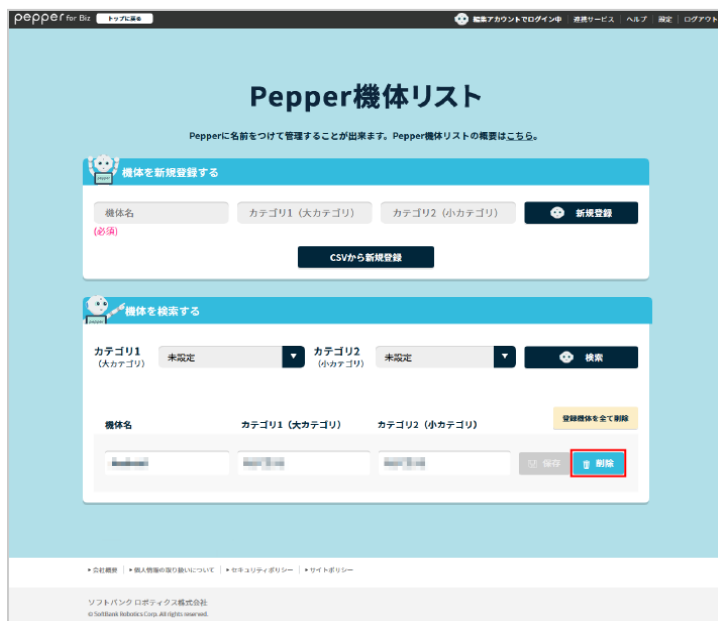 pepper for Biz トップに戻る 編集アカウントでログイン中 連携サービス ヘルプ 設定 ログアウト
Pepper機体リスト
Pepperに名前をつけて管理することが出来ます。Pepper機体リストの概要はこちら。
機体を新規登録する
機体名 カテゴリ1（大カテゴリ） カテゴリ2（小カテゴリ） 新規登録
(必須)
CSVから新規登録
機体を検索する
カテゴリ1 未設定 ▼ カテゴリ2 未設定 ▼ 検索
（大カテゴリ） （小カテゴリ）
登録機体を全て削除
機体名 カテゴリ1（大カテゴリ） カテゴリ2（小カテゴリ）
保存 削除
会社概要 個人情報の取り扱いについて セキュリティポリシー サイトポリシー
ソフトバンク ロボティクス株式会社
© SoftBank Robotics Corp. All rights reserved.